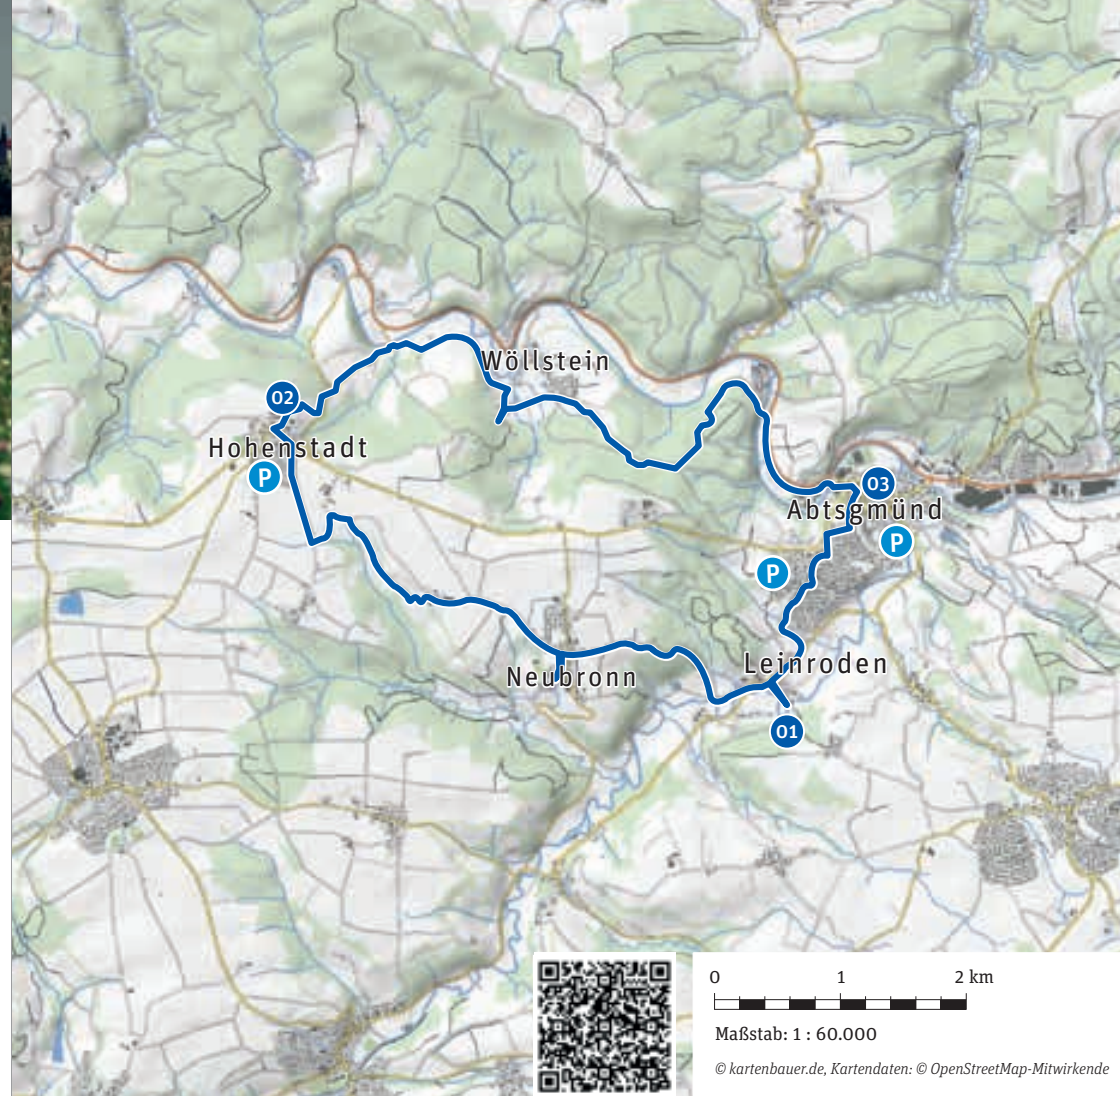 Wöllstein
02
Hohenstadt
P
03
Abtsgmünd
P
P
Leinroden
Neubronn
01
0 1 2 km
Maßstab: 1 : 60.000
© kartenbauer.de, Kartendaten: © OpenStreetMap-Mitwirkende